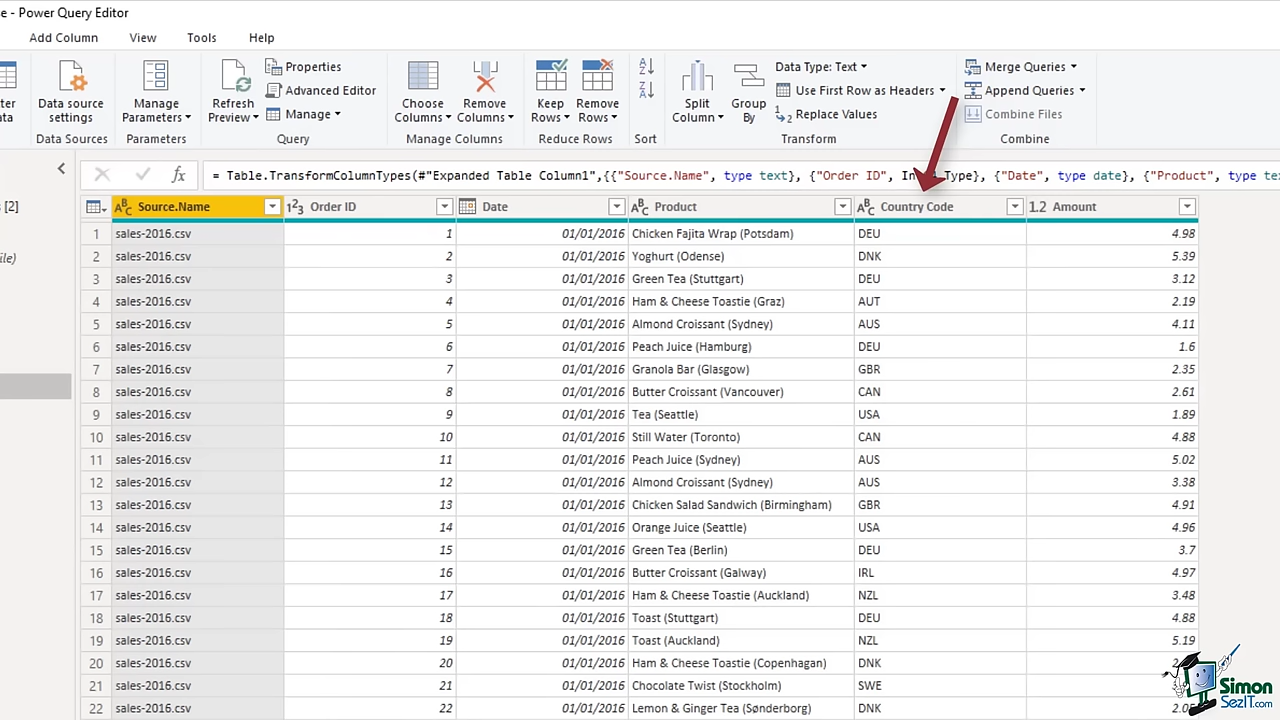 e - Power Query Editor
Add Column View Tools Help
Data source settings
Data Sources
Manage Parameters
Parameters
Refresh Preview
Properties
Advanced Editor
Manage
Query
Choose Columns
Remove Columns
Manage Columns
Keep Rows
Remove Rows
Reduce Rows
Sort
Split Column
Group By
Data Type: Text
Use First Row as Headers
Replace Values
Transform
Merge Queries
Append Queries
Combine Files
Combine
= Table.TransformColumnTypes(#"Expanded Table Column1",{{"Source.Name", type text}, {"Order ID", Type}, {"Date", type date}, {"Product", type te
[2]
ile)
Source.Name Order ID Date Product Country Code 1.2 Amount
1 sales-2016.csv 1 01/01/2016 Chicken Fajita Wrap (Potsdam) DEU 4.98
2 sales-2016.csv 2 01/01/2016 Yoghurt (Odense) DNK 5.39
3 sales-2016.csv 3 01/01/2016 Green Tea (Stuttgart) DEU 3.12
4 sales-2016.csv 4 01/01/2016 Ham & Cheese Toastie (Graz) AUT 2.19
5 sales-2016.csv 5 01/01/2016 Almond Croissant (Sydney) AUS 4.11
6 sales-2016.csv 6 01/01/2016 Peach Juice (Hamburg) DEU 1.6
7 sales-2016.csv 7 01/01/2016 Granola Bar (Glasgow) GBR 2.35
8 sales-2016.csv 8 01/01/2016 Butter Croissant (Vancouver) CAN 2.61
9 sales-2016.csv 9 01/01/2016 Tea (Seattle) USA 1.89
10 sales-2016.csv 10 01/01/2016 Still Water (Toronto) CAN 4.88
11 sales-2016.csv 11 01/01/2016 Peach Juice (Sydney) AUS 5.02
12 sales-2016.csv 12 01/01/2016 Almond Croissant (Sydney) AUS 3.38
13 sales-2016.csv 13 01/01/2016 Chicken Salad Sandwich (Birmingham) GBR 4.91
14 sales-2016.csv 14 01/01/2016 Orange Juice (Seattle) USA 4.96
15 sales-2016.csv 15 01/01/2016 Green Tea (Berlin) DEU 3.7
16 sales-2016.csv 16 01/01/2016 Butter Croissant (Galway) IRL 4.97
17 sales-2016.csv 17 01/01/2016 Ham & Cheese Toastie (Auckland) NZL 3.48
18 sales-2016.csv 18 01/01/2016 Toast (Stuttgart) DEU 4.88
19 sales-2016.csv 19 01/01/2016 Toast (Auckland) NZL 5.19
20 sales-2016.csv 20 01/01/2016 Ham & Cheese Toastie (Copenhagan) DNK
21 sales-2016.csv 21 01/01/2016 Chocolate Twist (Stockholm) SWE
22 sales-2016.csv 22 01/01/2016 Lemon & Ginger Tea (Sønderborg) DNK
Simon
SezIT.com